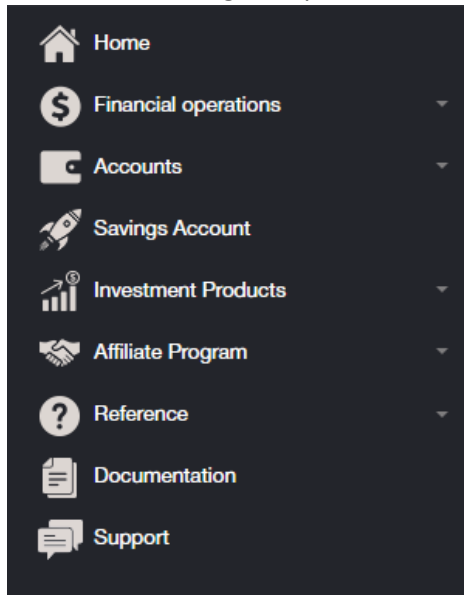 Home
Financial operations
Accounts
Savings Account
Investment Products
Affiliate Program
Reference
Documentation
Support